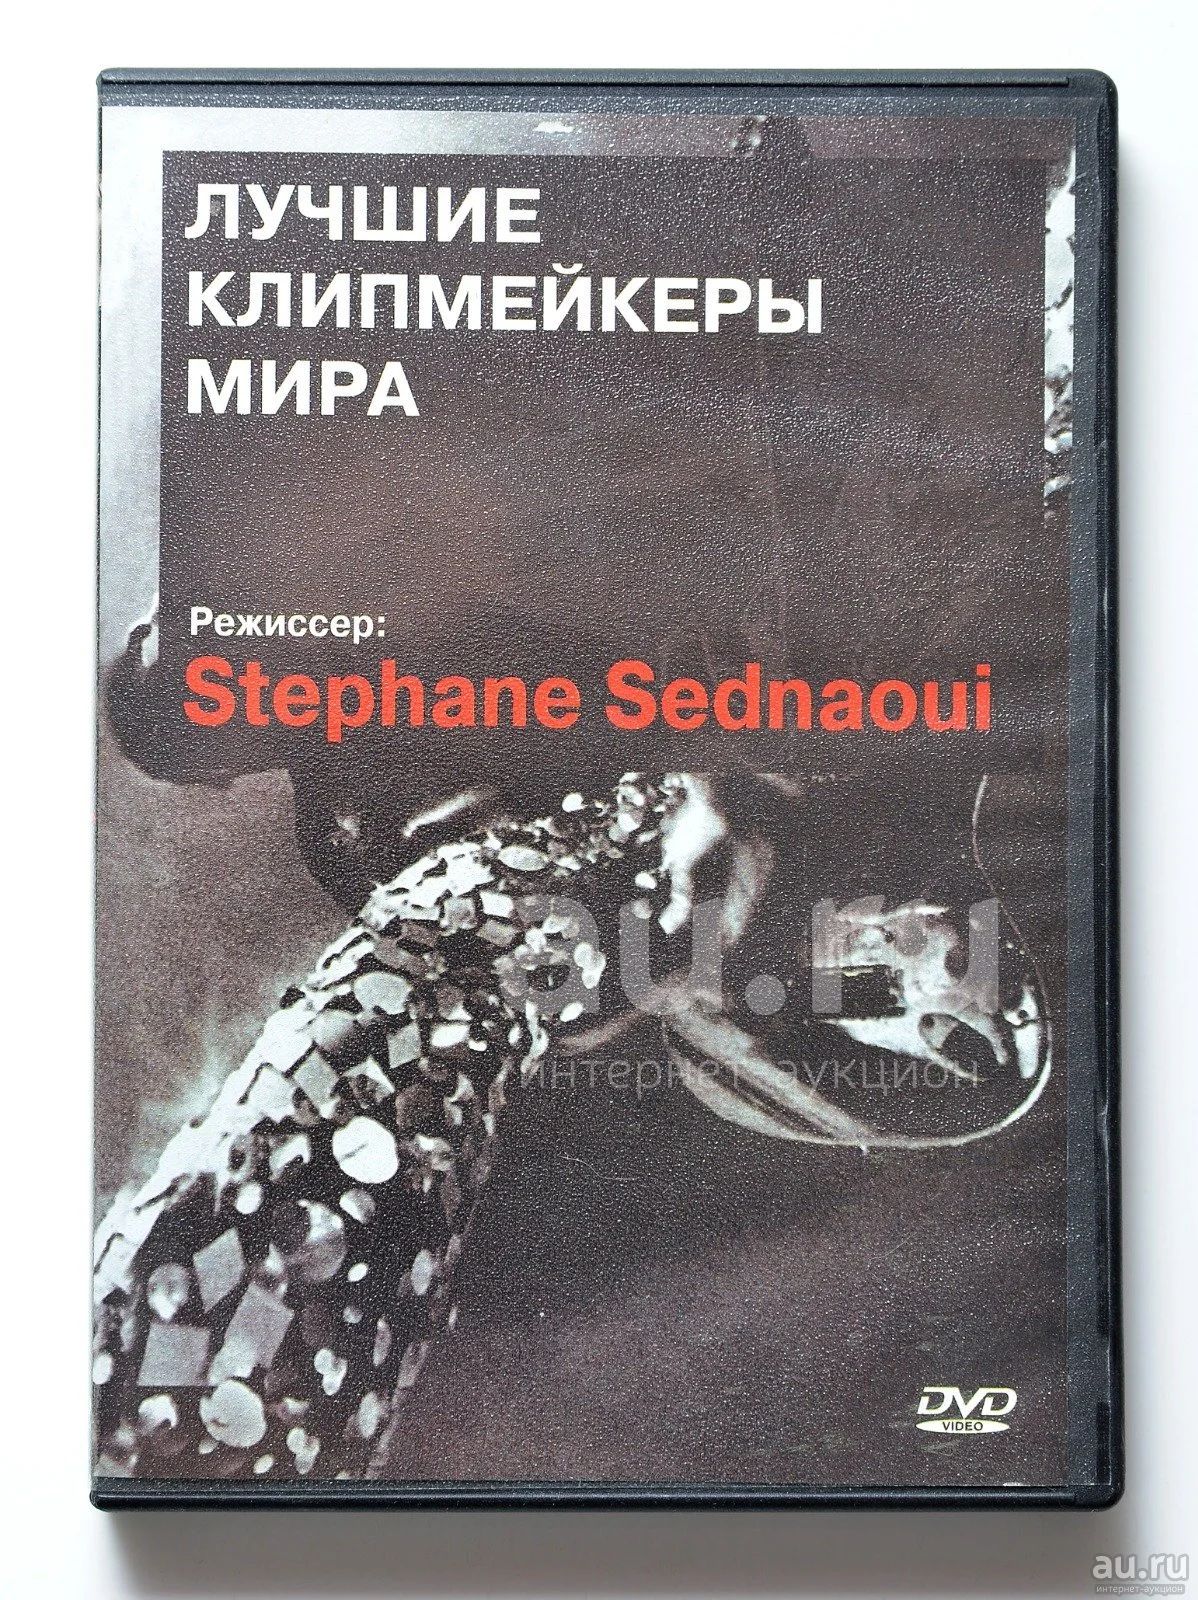 ЛУЧШИЕ
КЛИПМЕЙКЕРЫ
МИРА
Режиссер:
Stephane Sednaoui
au.ru
интернет-аукцион
DVD
VIDEO
au.ru
интернет-аукцион